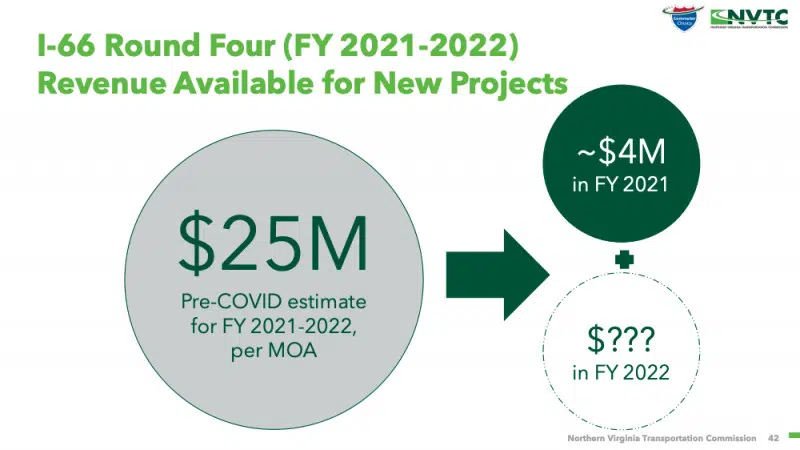 Commuter
Choice
NVTC
NORTHERN VIRGINIA TRANSPORTATION COMMISSION
I-66 Round Four (FY 2021-2022)
Revenue Available for New Projects
$25M
Pre-COVID estimate
for FY 2021-2022,
per MOA
~$4M
in FY 2021
$???
in FY 2022
Northern Virginia Transportation Commission 42